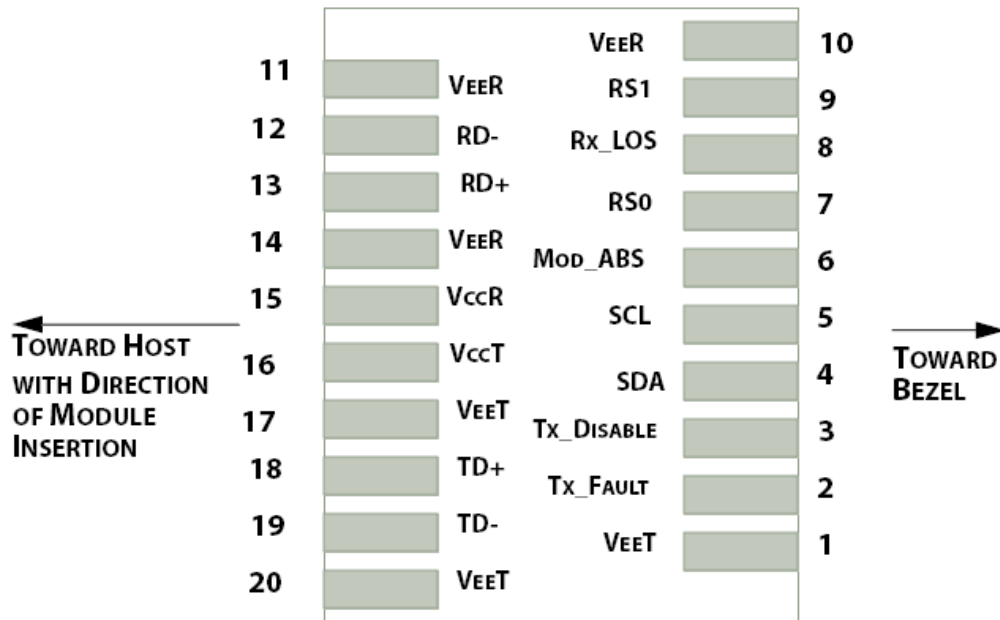 VEER 10
11 VEER
RS1 9
12 RD-
Rx_LOS 8
13 RD+
RS0 7
14 VEER
MOD_ABS 6
15 VCCR
SCL 5
TOWARD HOST
WITH DIRECTION
OF MODULE
INSERTION
16 VCCT
TOWARD
BEZEL
SDA 4
17 VEET
TX_DISABLE 3
18 TD+
TX_FAULT 2
19 TD-
VEET 1
20 VEET